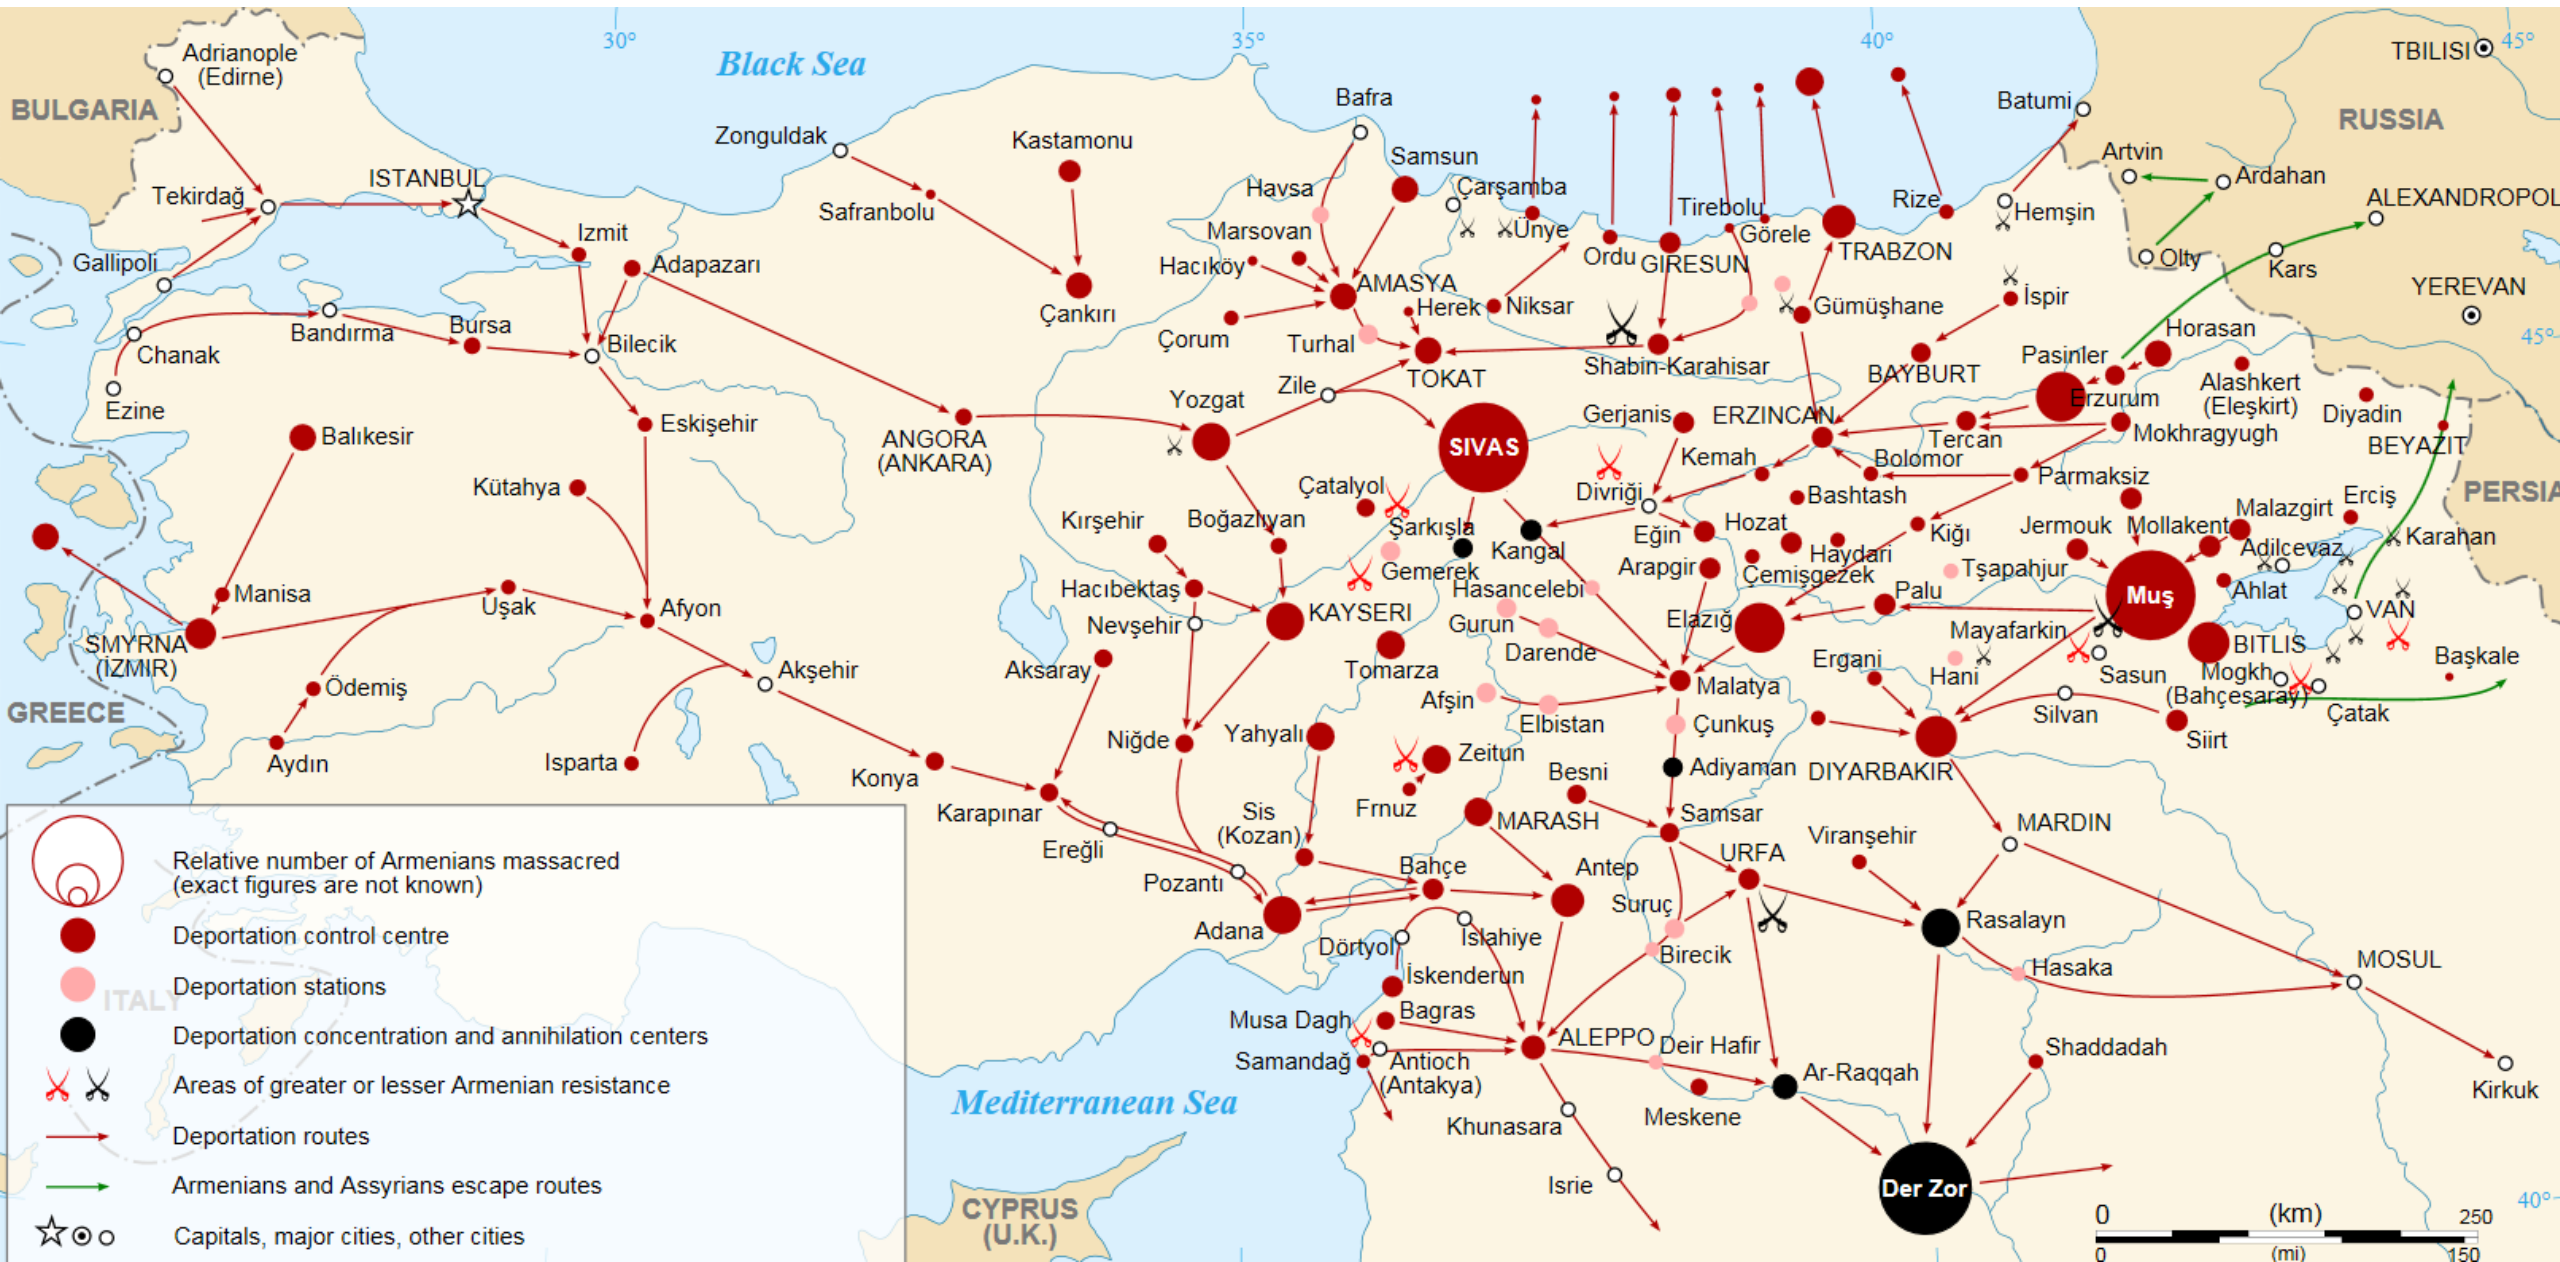 30°
35°
40°
45°
Black Sea
TBILISI
Adrianople
(Edirne)
BULGARIA
Bafra
Batumi
RUSSIA
Zonguldak
Kastamonu
Samsun
Artvin
Ardahan
ISTANBUL
Tekirdağ
Havsa
Çarşamba
Tirebolu
Rize
Hemşin
ALEXANDROPOL
Safranbolu
Izmit
Marsovan
Ünye
Görele
Gallipoli
Adapazarı
Hacıköy
Ordu
GIRESUN
TRABZON
Olty
Kars
AMASYA
YEREVAN
Çankırı
Herek
Niksar
Gümüşhane
İspir
Bandırma
Bursa
Bilecik
Çorum
Turhal
Horasan
45°
Chanak
Shabin-Karahisar
Pasinler
TOKAT
BAYBURT
Alashkert
(Eleşkirt)
Ezine
Zile
Yozgat
Erzurum
Diyadin
Gerjanis
ERZINCAN
Eskişehir
ANGORA
(ANKARA)
Balıkesir
SIVAS
Tercan
Mokhragyugh
BEYAZIT
Kemah
Bolomor
Parmaksiz
Kütahya
Çatalyol
Divriği
Bashtash
PERSIA
Erciş
Malazgirt
Kırşehir
Boğazlıyan
Şarkışla
Kangal
Eğin
Hozat
Kiğı
Jermouk
Mollakent
Karahan
Haydari
Adilcevaz
Gemerek
Arapgir
Çemişgezek
Tşapahjur
Hacıbektaş
Hasancelebi
Palu
Muş
Ahlat
Manisa
Uşak
Afyon
KAYSERI
VAN
Nevşehir
Gurun
Elazığ
Mayafarkin
SMYRNA
(İZMIR)
Darende
BITLIS
Aksaray
Tomarza
Ergani
Hani
Sasun
Mogkh
(Bahçesaray)
Başkale
Akşehir
Ödemiş
Malatya
Afşin
Elbistan
Çunkuş
Silvan
Çatak
GREECE
Niğde
Yahyalı
Siirt
Aydın
Isparta
Konya
Zeitun
Besni
Adiyaman
DIYARBAKIR
Karapınar
Frnuz
Sis
(Kozan)
MARASH
Samsar
MARDIN
Viranşehir
Ereğli
URFA
Pozantı
Bahçe
Antep
Suruç
Rasalayn
Adana
Dörtyol
Islahiye
Birecik
MOSUL
İskenderun
Hasaka
Bagras
Musa Dagh
ALEPPO
Deir Hafir
Shaddadah
Samandağ
Antioch
(Antakya)
Ar-Raqqah
Kirkuk
Mediterranean Sea
Meskene
Khunasara
Isrie
Der Zor
CYPRUS
(U.K.)
40°
ITALY
Relative number of Armenians massacred
(exact figures are not known)
Deportation control centre
Deportation stations
Deportation concentration and annihilation centers
Areas of greater or lesser Armenian resistance
Deportation routes
Armenians and Assyrians escape routes
Capitals, major cities, other cities
0 (km) 250
0 (mi) 150